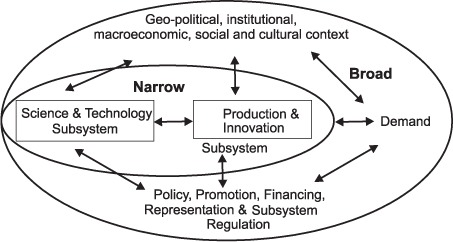 Geo-political, institutional,
macroeconomic, social and cultural context
Narrow
Broad
Science & Technology
Subsystem
Production &
Innovation
Subsystem
Demand
Policy, Promotion, Financing,
Representation & Subsystem
Regulation